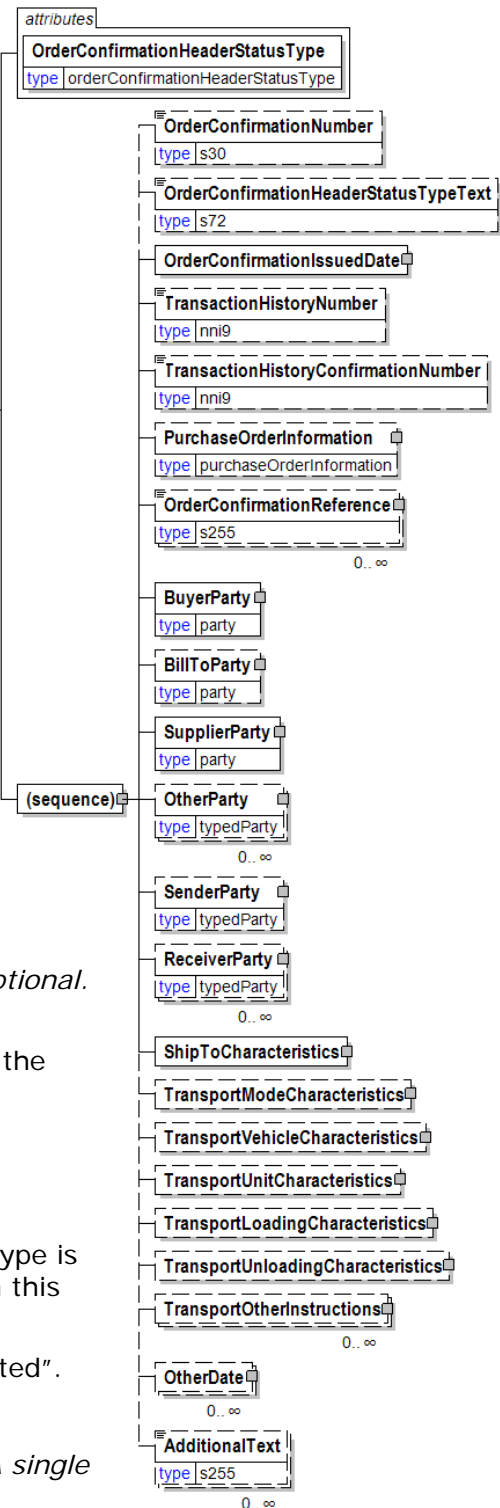 attributes
OrderConfirmationHeaderStatusType
type orderConfirmationHeaderStatusType
OrderConfirmationNumber
type s30
OrderConfirmationHeaderStatusTypeText
type s72
OrderConfirmationIssuedDate
TransactionHistoryNumber
type nni9
TransactionHistoryConfirmationNumber
type nni9
PurchaseOrderInformation
type purchaseOrderInformation
OrderConfirmationReference
type s255
0.. ∞
BuyerParty
type party
BillToParty
type party
SupplierParty
type party
(sequence)
OtherParty
type typedParty
0.. ∞
SenderParty
type typedParty
ReceiverParty
type typedParty
0.. ∞
ptional.
the
ShipToCharacteristics
TransportModeCharacteristics
TransportVehicleCharacteristics
TransportUnitCharacteristics
TransportLoadingCharacteristics
TransportUnloadingCharacteristics
TransportOtherInstructions
0.. ∞
ype is
this
ted".
OtherDate
0.. ∞
single
AdditionalText
type s255
0.. ∞